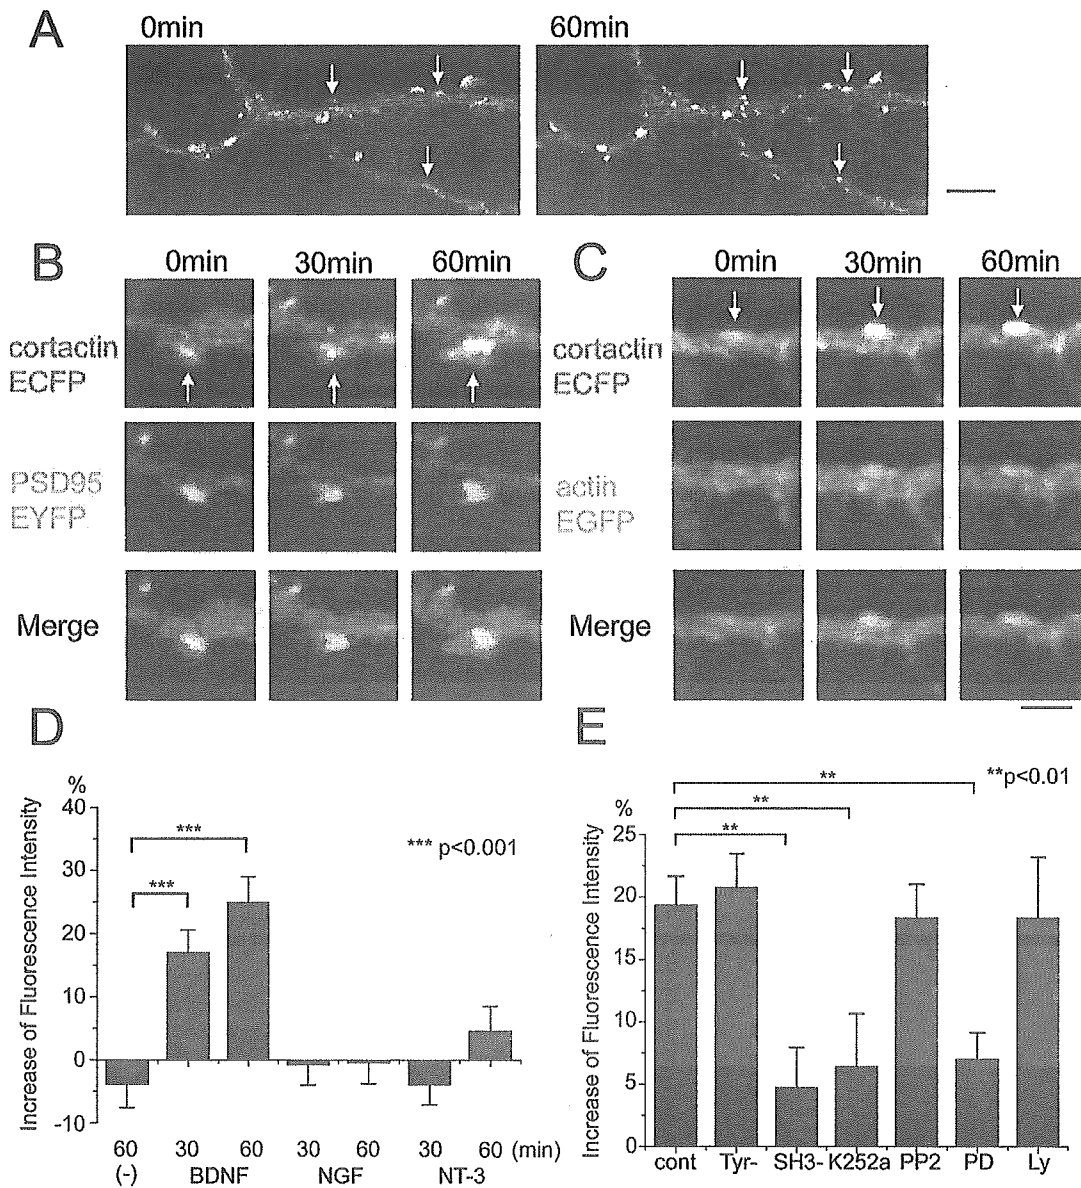 A
0min
60min
B
0min
30min
60min
C
0min
30min
60min
cortactin
ECFP
cortactin
ECFP
PSD95
EYFP
actin
EGFP
Merge
Merge
D
E
%
40
30
20
10
0
-10
Increase of Fluorescence Intensity
***
***
*** p<0.001
60 30 60 30 60 30 60 (min)
(-) BDNF NGF NT-3
%
25
20
15
10
5
0
Increase of Fluorescence Intensity
**
**
**
**p<0.01
cont Tyr- SH3- K252a PP2 PD Ly